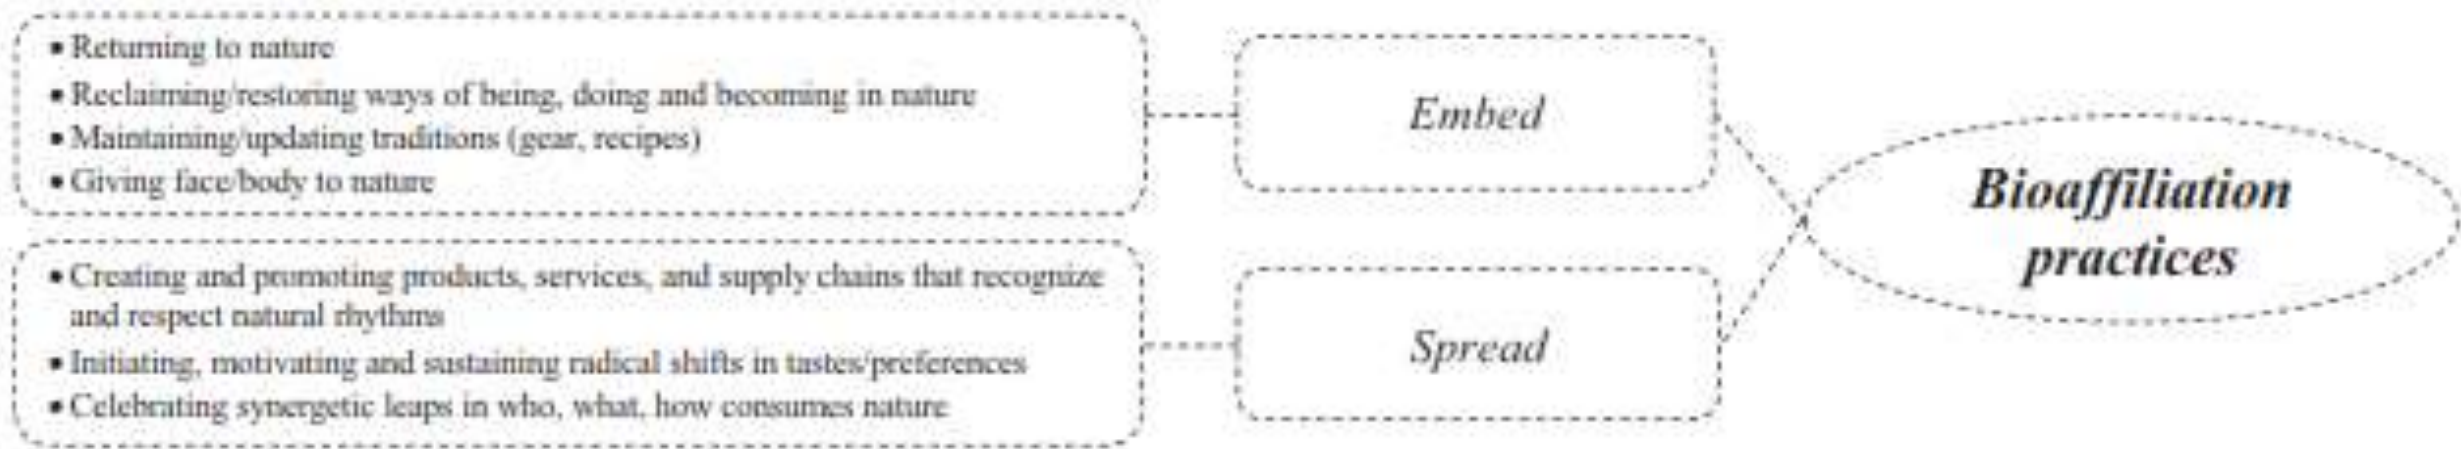 • Returning to nature
• Reclaiming/restoring ways of being, doing and becoming in nature
• Maintaining/updating traditions (gear, recipes)
• Giving face/body to nature
Embed
• Creating and promoting products, services, and supply chains that recognize
and respect natural rhythms
• Initiating, motivating and sustaining radical shifts in tastes/preferences
• Celebrating synergetic leaps in who, what, how consumes nature
Spread
Bioaffiliation
practices